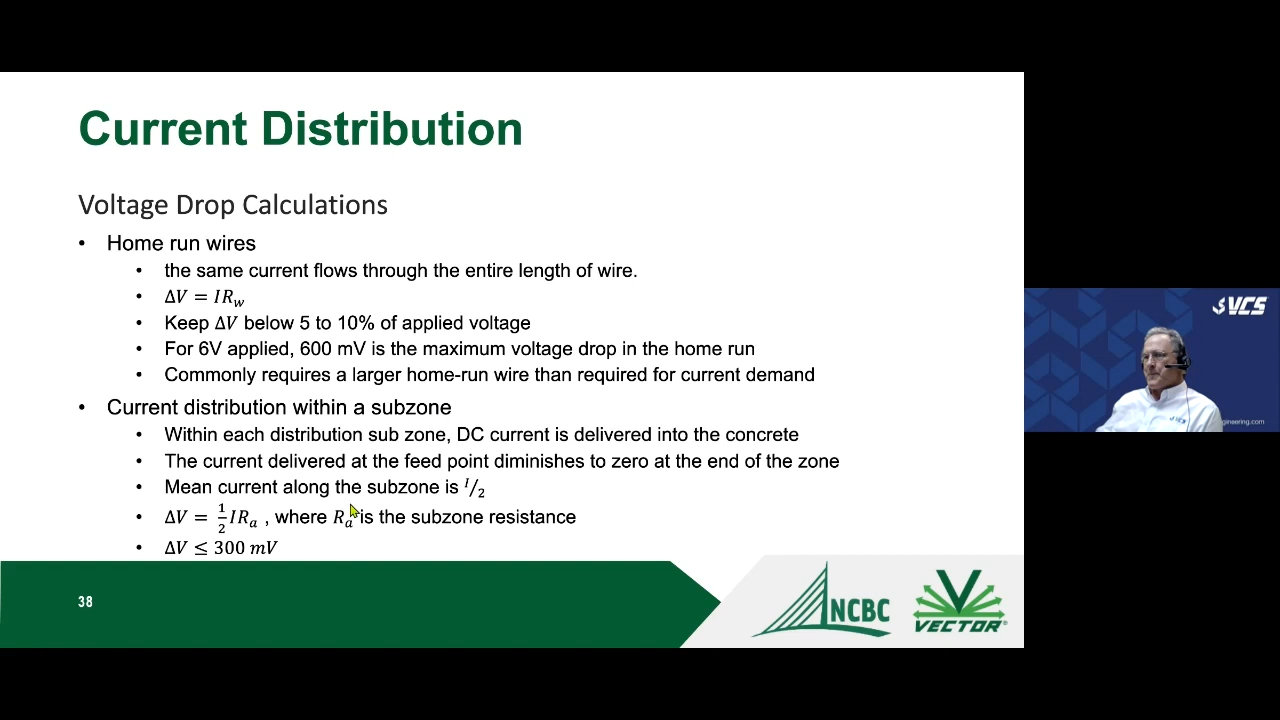 Current Distribution
Voltage Drop Calculations
• Home run wires
• the same current flows through the entire length of wire.
• ΔV = IR_w
• Keep ΔV below 5 to 10% of applied voltage
• For 6V applied, 600 mV is the maximum voltage drop in the home run
• Commonly requires a larger home-run wire than required for current demand
• Current distribution within a subzone
• Within each distribution sub zone, DC current is delivered into the concrete
• The current delivered at the feed point diminishes to zero at the end of the zone
• Mean current along the subzone is I/2
• ΔV = 1/2 IR_a , where R_a is the subzone resistance
• ΔV ≤ 300 mV
38
NCBC
VECTOR®
VCS
gineering.com